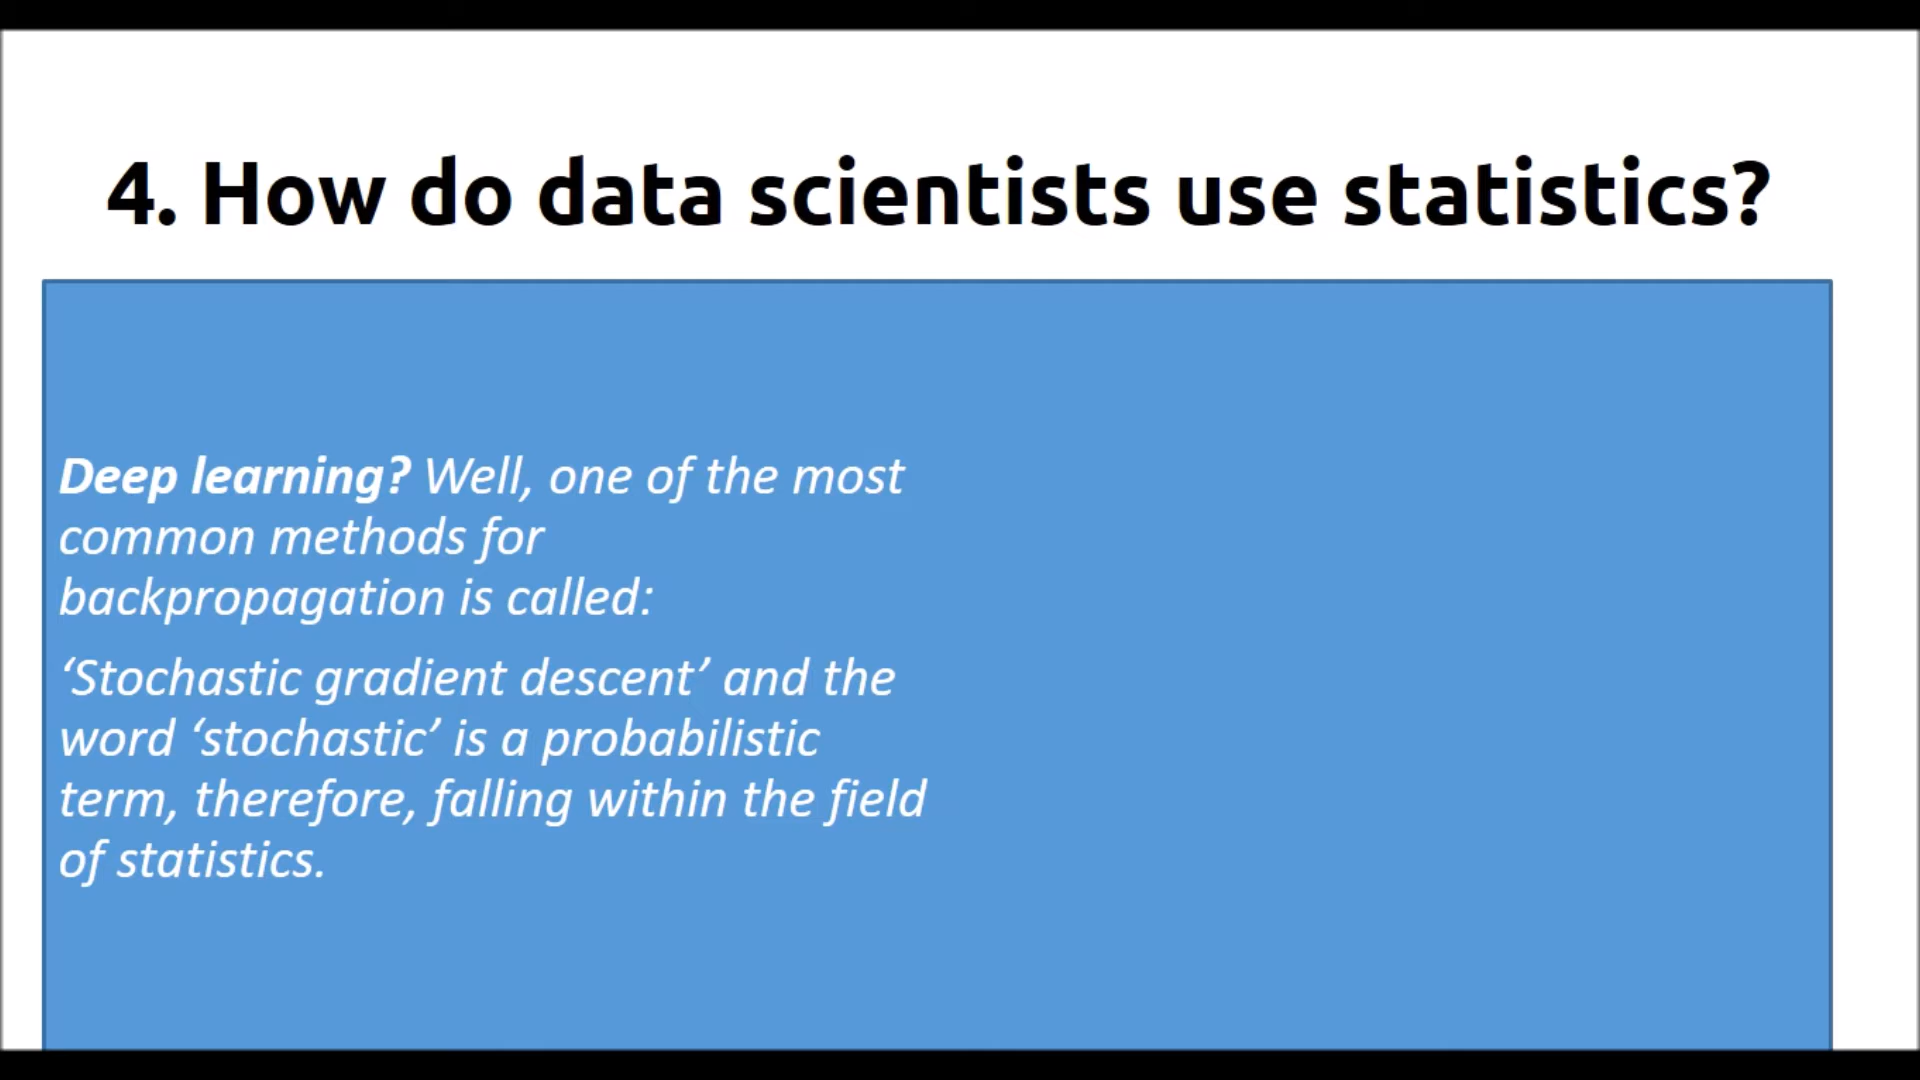 4. How do data scientists use statistics?
Deep learning? Well, one of the most
common methods for
backpropagation is called:
‘Stochastic gradient descent’ and the
word ‘stochastic’ is a probabilistic
term, therefore, falling within the field
of statistics.